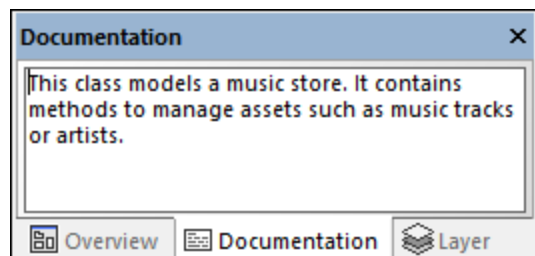 Documentation
This class models a music store. It contains
methods to manage assets such as music tracks
or artists.
Overview Documentation Layer